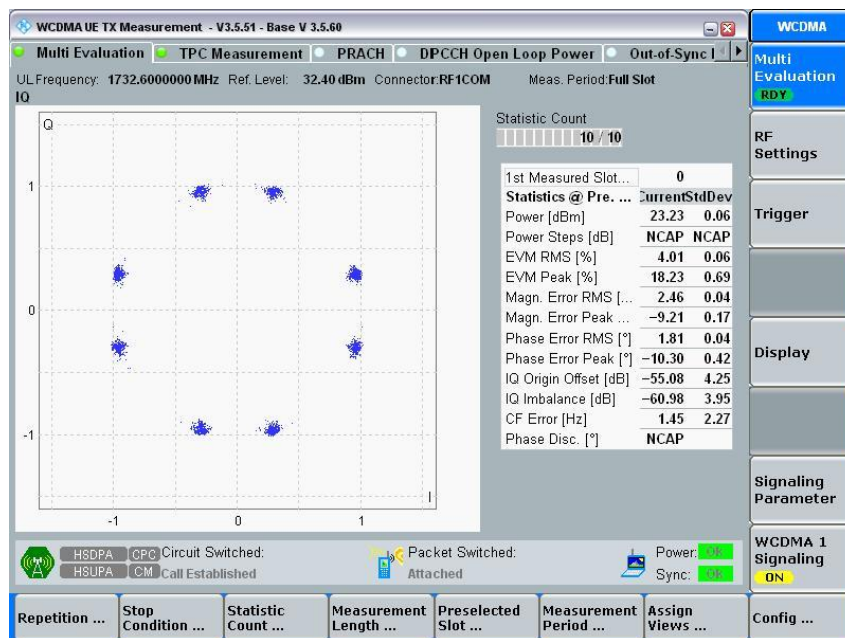 WCDMA UE TX Measurement - V3.5.51 - Base V 3.5.60
WCDMA
Multi Evaluation TPC Measurement PRACH DPCCH Open Loop Power Out-of-Sync
Multi Evaluation
RDY
UL Frequency: 1732.6000000 MHz Ref. Level: 32.40 dBm Connector:RF1COM Meas. Period:Full Slot
IQ
Q
1
0
-1
-1 0 1
I
Statistic Count
10 / 10
1st Measured Slot... 0
Statistics @ Pre. ... Current StdDev
Power [dBm] 23.23 0.06
Power Steps [dB] NCAP NCAP
EVM RMS [%] 4.01 0.06
EVM Peak [%] 18.23 0.69
Magn. Error RMS [... 2.46 0.04
Magn. Error Peak ... −9.21 0.17
Phase Error RMS [°] 1.81 0.04
Phase Error Peak [°] −10.30 0.42
IQ Origin Offset [dB] −55.08 4.25
IQ Imbalance [dB] −60.98 3.95
CF Error [Hz] 1.45 2.27
Phase Disc. [°] NCAP
RF Settings
Trigger
Display
Signaling Parameter
WCDMA 1 Signaling
ON
HSDPA CPC Circuit Switched: Packet Switched: Power: Ok
HSUPA CM Call Established Attached Sync: Ok
Repetition ... Stop Condition ... Statistic Count ... Measurement Length ... Preselected Slot ... Measurement Period ... Assign Views ... Config ...